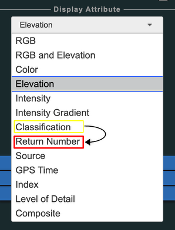 Display Attribute
Elevation
RGB
RGB and Elevation
Color
Elevation
Intensity
Intensity Gradient
Classification
Return Number
Source
GPS Time
Index
Level of Detail
Composite